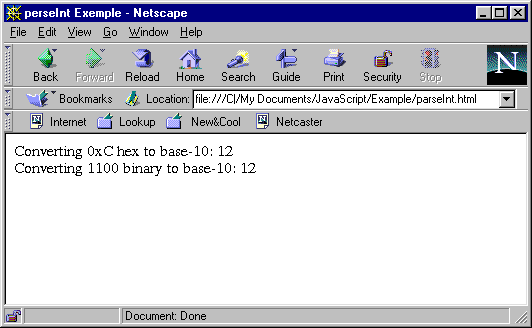 perseInt Exemple - Netscape
File Edit View Go Window Help
Back Forward Reload Home Search Guide Print Security Stop
N
Bookmarks Location: file:///C|/My Documents/JavaScript/Example/parseInt.html
Internet Lookup New&Cool Netcaster
Converting 0xC hex to base-10: 12
Converting 1100 binary to base-10: 12
Document: Done